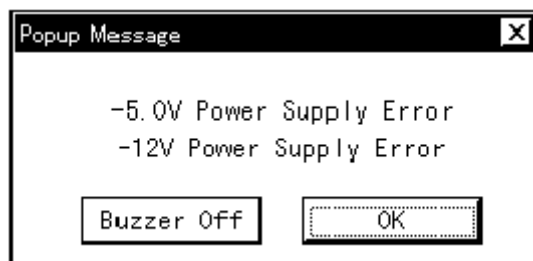 Popup Message
-5.0V Power Supply Error
-12V Power Supply Error
Buzzer Off
OK